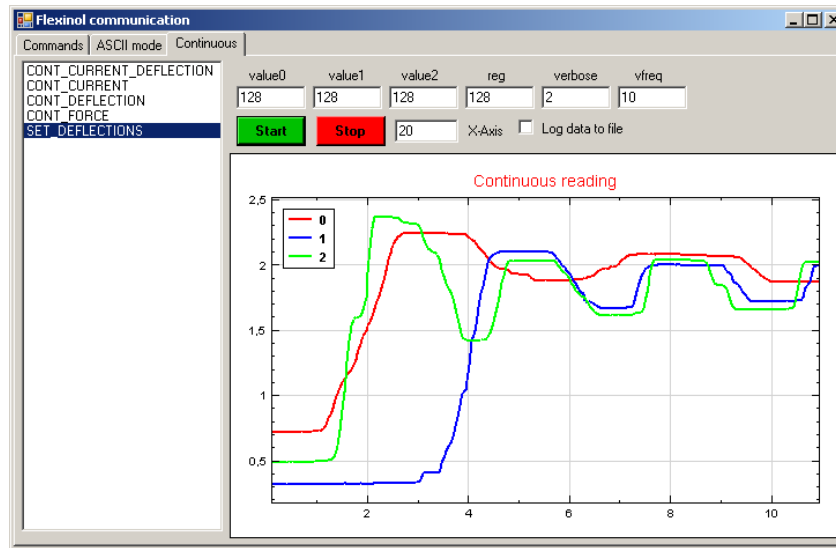 Flexinol communication
Commands ASCII mode Continuous
CONT_CURRENT_DEFLECTION
CONT_CURRENT
CONT_DEFLECTION
CONT_FORCE
SET_DEFLECTIONS
value0 value1 value2 reg verbose vfreq
128 128 128 128 2 10
Start Stop 20 X-Axis Log data to file
Continuous reading
2,5
2
1,5
1
0,5
0
1
2
2 4 6 8 10